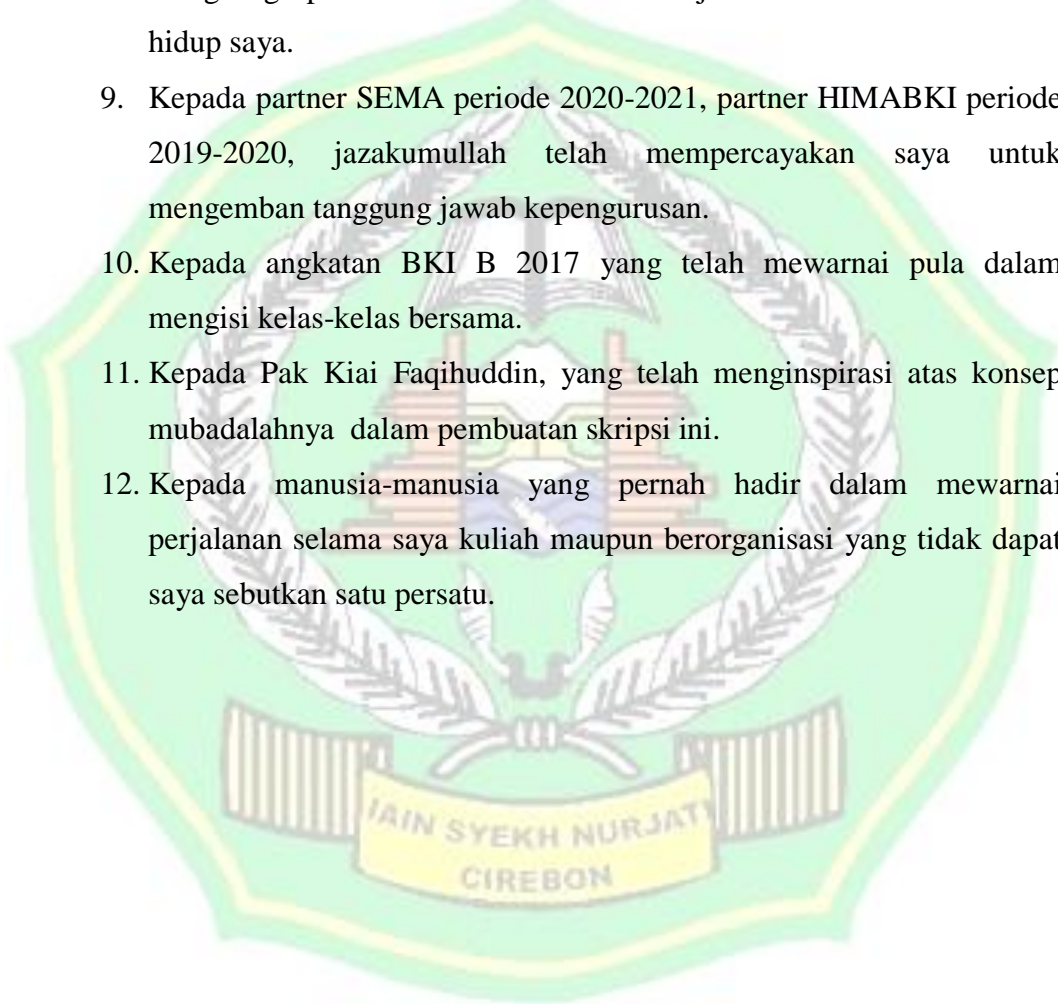 hidup saya.
9. Kepada partner SEMA periode 2020-2021, partner HIMABKI periode
2019-2020, jazakumullah telah mempercayakan saya untuk
mengemban tanggung jawab kepengurusan.
10. Kepada angkatan BKI B 2017 yang telah mewarnai pula dalam
mengisi kelas-kelas bersama.
11. Kepada Pak Kiai Faqihuddin, yang telah menginspirasi atas konsep
mubadalahnya dalam pembuatan skripsi ini.
12. Kepada manusia-manusia yang pernah hadir dalam mewarnai
perjalanan selama saya kuliah maupun berorganisasi yang tidak dapat
saya sebutkan satu persatu.
IAIN SYEKH NURJATI
CIREBON